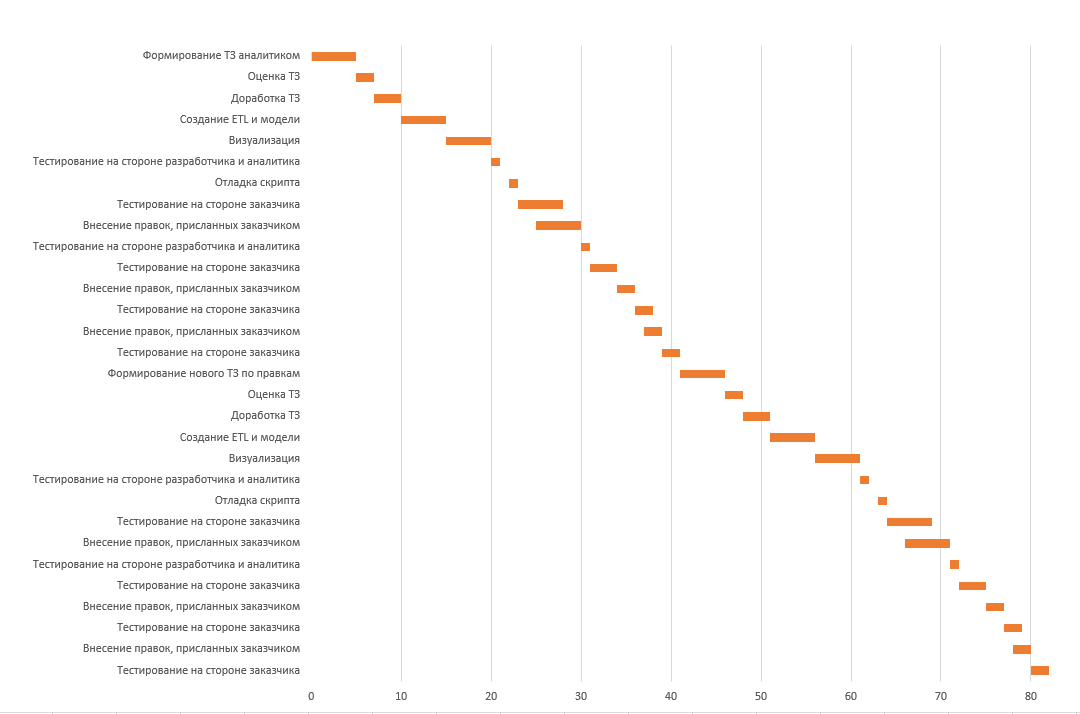 Формирование ТЗ аналитиком
Оценка ТЗ
Доработка ТЗ
Создание ETL и модели
Визуализация
Тестирование на стороне разработчика и аналитика
Отладка скрипта
Тестирование на стороне заказчика
Внесение правок, присланных заказчиком
Тестирование на стороне разработчика и аналитика
Тестирование на стороне заказчика
Внесение правок, присланных заказчиком
Тестирование на стороне заказчика
Внесение правок, присланных заказчиком
Тестирование на стороне заказчика
Формирование нового ТЗ по правкам
Оценка ТЗ
Доработка ТЗ
Создание ETL и модели
Визуализация
Тестирование на стороне разработчика и аналитика
Отладка скрипта
Тестирование на стороне заказчика
Внесение правок, присланных заказчиком
Тестирование на стороне разработчика и аналитика
Тестирование на стороне заказчика
Внесение правок, присланных заказчиком
Тестирование на стороне заказчика
Внесение правок, присланных заказчиком
Тестирование на стороне заказчика
0 10 20 30 40 50 60 70 80